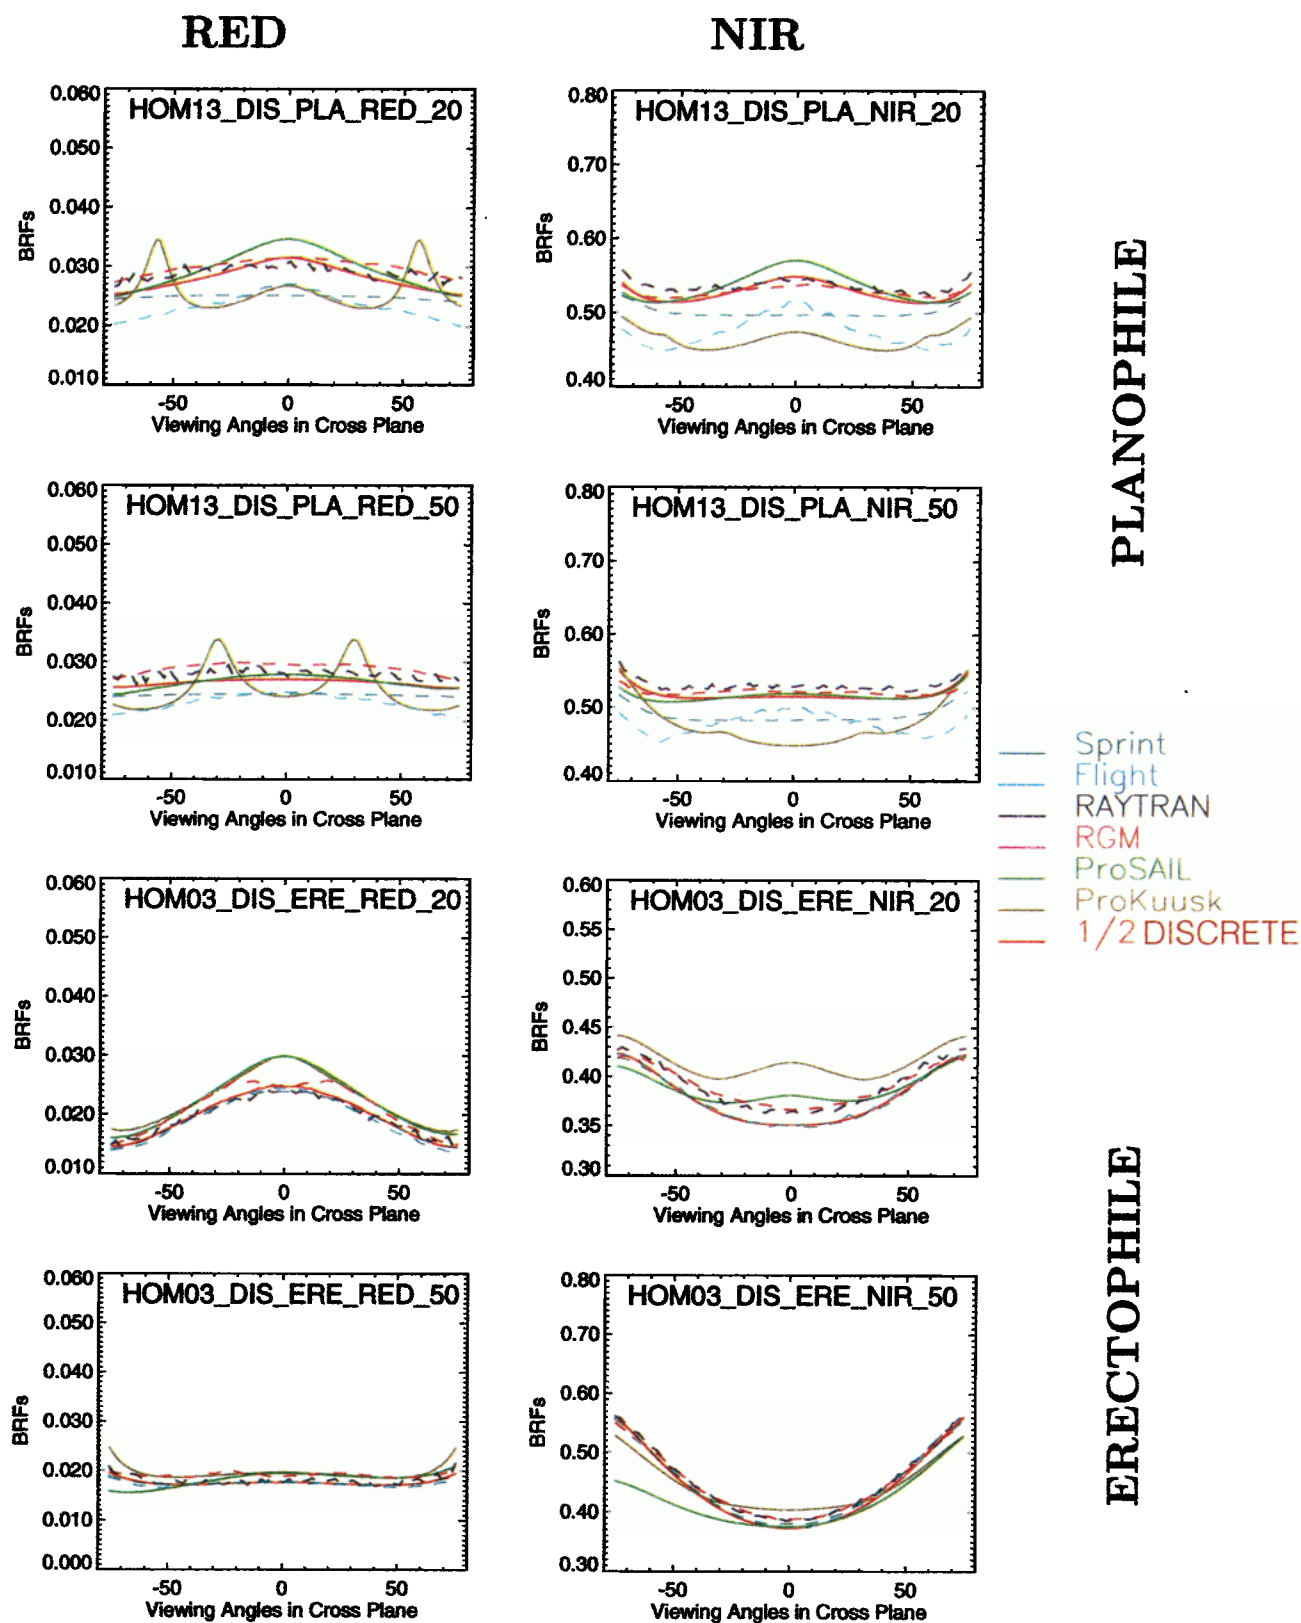 RED
NIR
HOM13_DIS_PLA_RED_20
0.060
0.050
0.040
0.030
0.020
0.010
BRFs
-50 0 50
Viewing Angles in Cross Plane
HOM13_DIS_PLA_NIR_20
0.80
0.70
0.60
0.50
0.40
BRFs
-50 0 50
Viewing Angles in Cross Plane
HOM13_DIS_PLA_RED_50
0.060
0.050
0.040
0.030
0.020
0.010
BRFs
-50 0 50
Viewing Angles in Cross Plane
HOM13_DIS_PLA_NIR_50
0.80
0.70
0.60
0.50
0.40
BRFs
-50 0 50
Viewing Angles in Cross Plane
PLANOPHILE
Sprint
Flight
RAYTRAN
RGM
ProSAIL
ProKuusk
1/2 DISCRETE
HOM03_DIS_ERE_RED_20
0.060
0.050
0.040
0.030
0.020
0.010
BRFs
-50 0 50
Viewing Angles in Cross Plane
HOM03_DIS_ERE_NIR_20
0.60
0.55
0.50
0.45
0.40
0.35
0.30
BRFs
-50 0 50
Viewing Angles in Cross Plane
HOM03_DIS_ERE_RED_50
0.060
0.050
0.040
0.030
0.020
0.010
0.000
BRFs
-50 0 50
Viewing Angles in Cross Plane
HOM03_DIS_ERE_NIR_50
0.80
0.70
0.60
0.50
0.40
0.30
BRFs
-50 0 50
Viewing Angles in Cross Plane
ERECTOPHILE